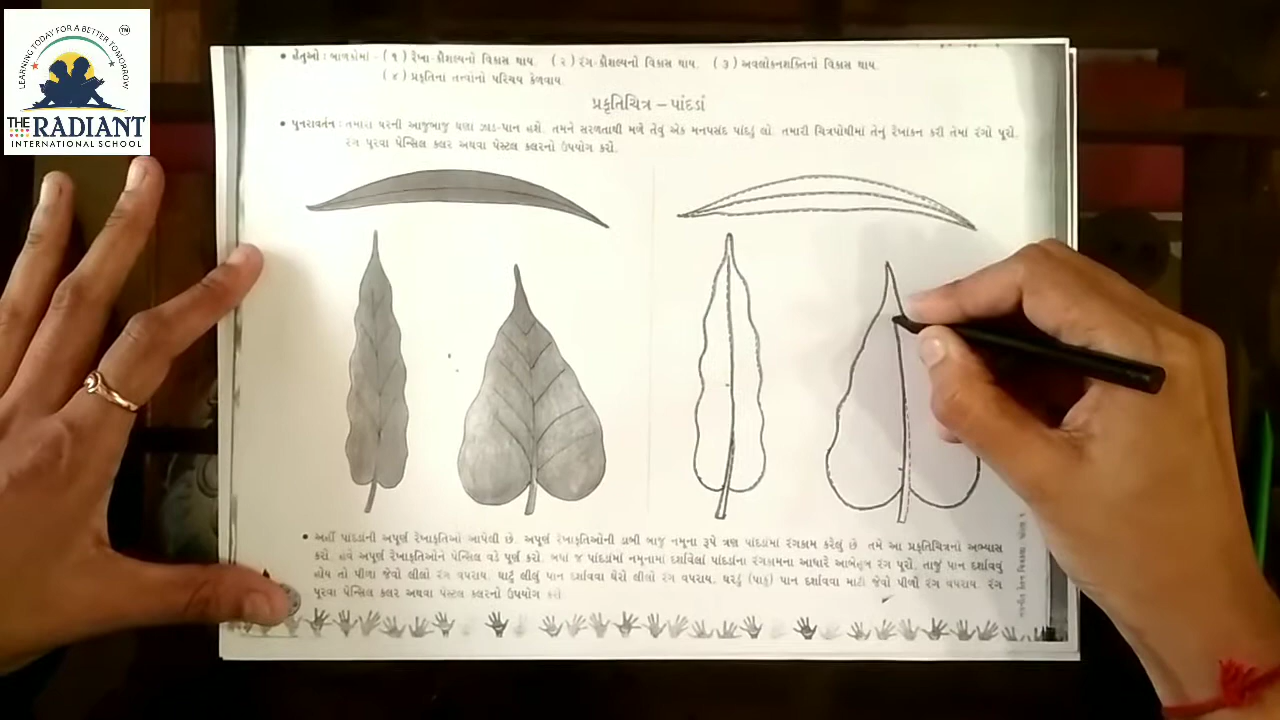 LEARNING TODAY FOR A BETTER TOMORROW
TM
THE RADIANT
INTERNATIONAL SCHOOL
• હેતુઓ : બાળકોમાં - (૧) રેખા-કૌશલ્યનો વિકાસ થાય. (૨) રંગ-કૌશલ્યનો વિકાસ થાય. (૩) અવલોકનશક્તિનો વિકાસ થાય.
(૪) પ્રકૃતિના તત્ત્વોનો પરિચય કેળવાય.
પ્રકૃતિચિત્ર – પાંદડાં
• પુનરાવર્તન : તમારા ઘરની આજુબાજુ ઘણા ઝાડ-પાન હશે. તમને સરળતાથી મળે તેવું એક મનપસંદ પાંદડું લો. તમારી ચિત્રપોથીમાં તેનું રેખાંકન કરી તેમાં રંગો પૂરો.
રંગ પૂરવા પેન્સિલ કલર અથવા પેસ્ટલ કલરનો ઉપયોગ કરો.
• અહીં પાંદડાંની અપૂર્ણ રેખાકૃતિઓ આપેલી છે. અપૂર્ણ રેખાકૃતિઓની ડાબી બાજુ નમૂના રૂપે ત્રણ પાંદડાંમાં રંગકામ કરેલું છે. તમે આ પ્રકૃતિચિત્રનો અભ્યાસ
કરો. હવે અપૂર્ણ રેખાકૃતિઓને પેન્સિલ વડે પૂર્ણ કરો. બધાં જ પાંદડાંમાં નમૂનામાં દર્શાવેલાં પાંદડાંના રંગકામના આધારે આબેહૂબ રંગ પૂરો. તાજું પાન દર્શાવવું
હોય તો પીળા જેવો લીલો રંગ વપરાય. ઘાટું લીલું પાન દર્શાવવા ઘેરો લીલો રંગ વપરાય. ઘરડું (પાકું) પાન દર્શાવવા માટી જેવો પીળો રંગ વપરાય. રંગ
પૂરવા પેન્સિલ કલર અથવા પેસ્ટલ કલરનો ઉપયોગ કરો.